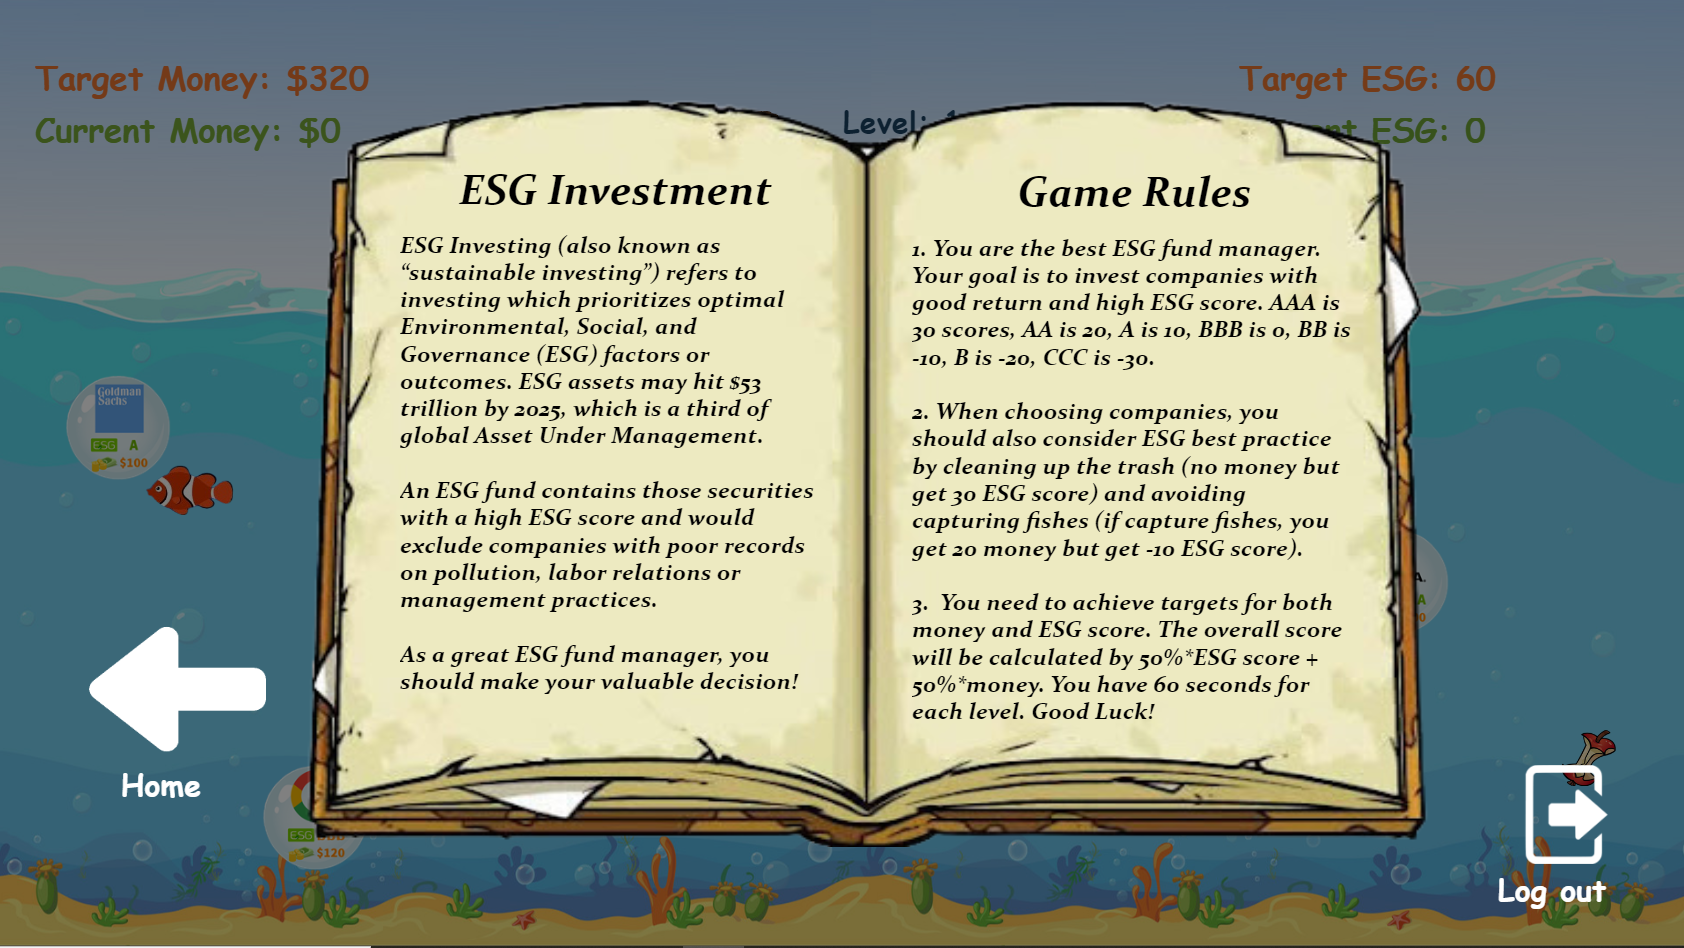 Target Money: $320
Current Money: $0
Level:
Target ESG: 60
ESG: 0
ESG Investment
ESG Investing (also known as
“sustainable investing”) refers to
investing which prioritizes optimal
Environmental, Social, and
Governance (ESG) factors or
outcomes. ESG assets may hit $53
trillion by 2025, which is a third of
global Asset Under Management.
An ESG fund contains those securities
with a high ESG score and would
exclude companies with poor records
on pollution, labor relations or
management practices.
As a great ESG fund manager, you
should make your valuable decision!
Game Rules
1. You are the best ESG fund manager.
Your goal is to invest companies with
good return and high ESG score. AAA is
30 scores, AA is 20, A is 10, BBB is 0, BB is
-10, B is -20, CCC is -30.
2. When choosing companies, you
should also consider ESG best practice
by cleaning up the trash (no money but
get 30 ESG score) and avoiding
capturing fishes (if capture fishes, you
get 20 money but get -10 ESG score).
3. You need to achieve targets for both
money and ESG score. The overall score
will be calculated by 50%*ESG score +
50%*money. You have 60 seconds for
each level. Good Luck!
Goldman
Sachs
ESG A
$100
Home
ESG
$120
Log out